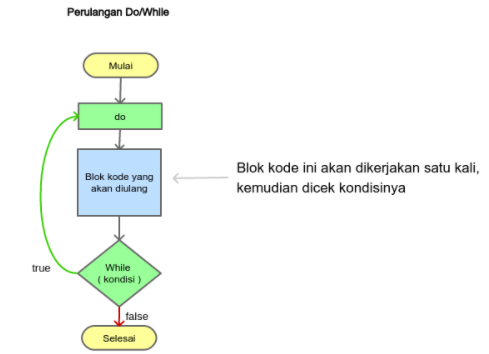 Perulangan Do/While
Mulai
do
Blok kode yang
akan diulang
Blok kode ini akan dikerjakan satu kali,
kemudian dicek kondisinya
true
While
( kondisi )
false
Selesai